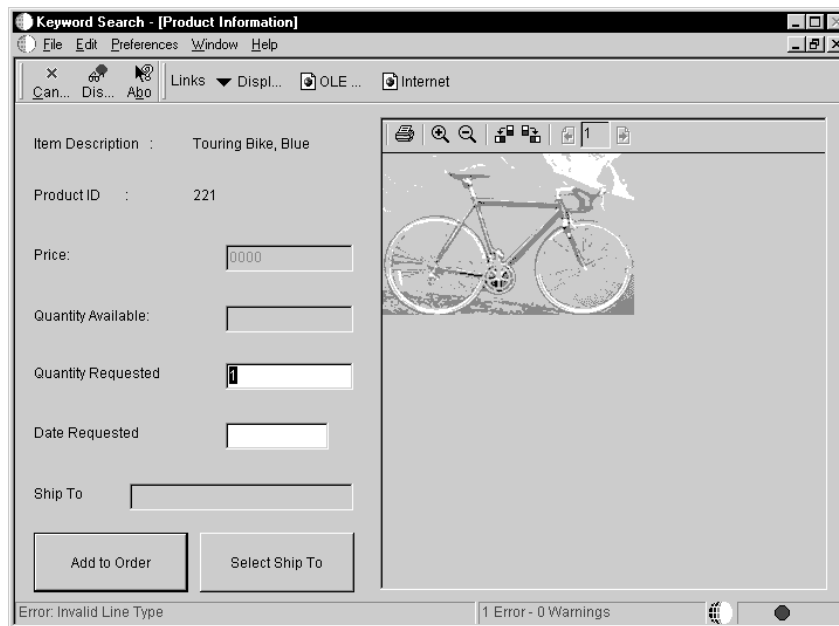 Keyword Search - [Product Information]
File Edit Preferences Window Help
Can... Dis... Abo Links Displ... OLE ... Internet
1
Item Description : Touring Bike, Blue
Product ID : 221
Price: 0000
Quantity Available:
Quantity Requested 1
Date Requested
Ship To
Add to Order Select Ship To
Error: Invalid Line Type 1 Error - 0 Warnings